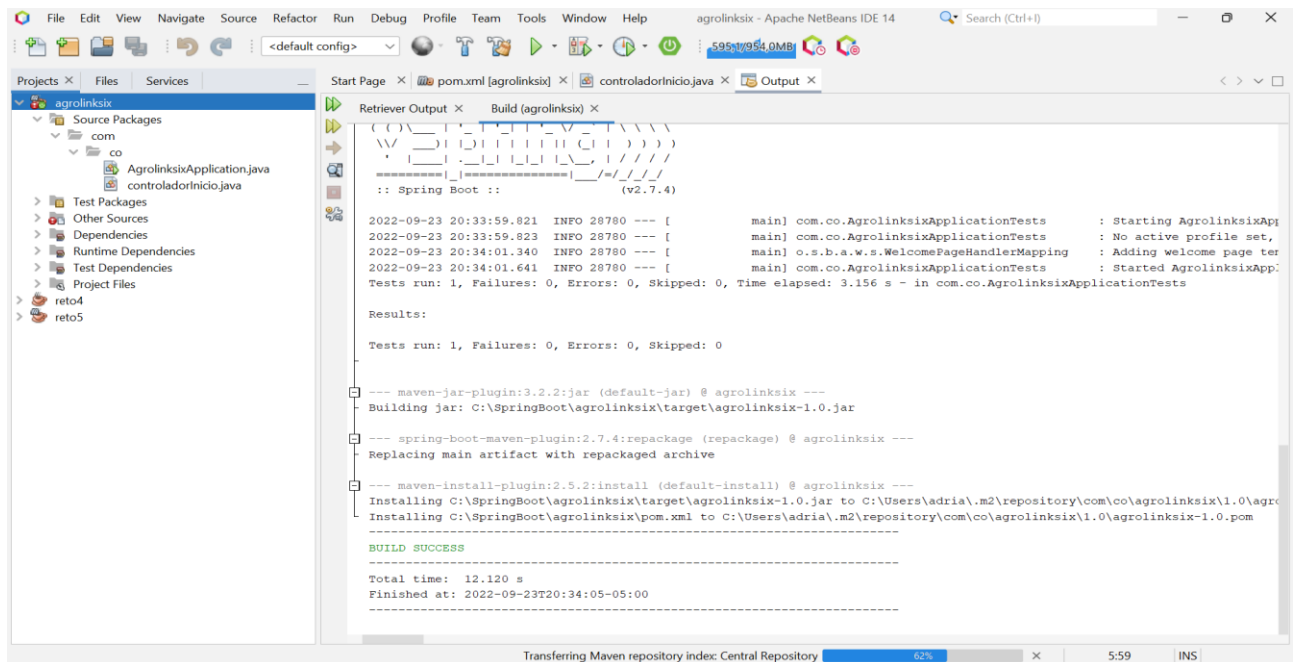 File Edit View Navigate Source Refactor Run Debug Profile Team Tools Window Help agrolinksix - Apache NetBeans IDE 14 Search (Ctrl+I)
<default config> 595,1/954,0MB
Projects Files Services
Start Page pom.xml [agrolinksix] controladorInicio.java Output
agrolinksix
Source Packages
com
co
AgrolinksixApplication.java
controladorInicio.java
Test Packages
Other Sources
Dependencies
Runtime Dependencies
Test Dependencies
Project Files
reto4
reto5
Retriever Output Build (agrolinksix)
( ( )\___ | '_ | '_| | '_ \/ _` | \ \ \ \
\\/ ___)| |_)| | | | | || (_| | ) ) ) )
' |____| .__|_| |_|_| |_\__, | / / / /
=========|_|==============|___/=/_/_/_/
:: Spring Boot :: (v2.7.4)
2022-09-23 20:33:59.821 INFO 28780 --- [ main] com.co.AgrolinksixApplicationTests : Starting AgrolinksixApp
2022-09-23 20:33:59.823 INFO 28780 --- [ main] com.co.AgrolinksixApplicationTests : No active profile set,
2022-09-23 20:34:01.340 INFO 28780 --- [ main] o.s.b.a.w.s.WelcomePageHandlerMapping : Adding welcome page tem
2022-09-23 20:34:01.641 INFO 28780 --- [ main] com.co.AgrolinksixApplicationTests : Started AgrolinksixAppl
Tests run: 1, Failures: 0, Errors: 0, Skipped: 0, Time elapsed: 3.156 s - in com.co.AgrolinksixApplicationTests
Results:
Tests run: 1, Failures: 0, Errors: 0, Skipped: 0
--- maven-jar-plugin:3.2.2:jar (default-jar) @ agrolinksix ---
Building jar: C:\SpringBoot\agrolinksix\target\agrolinksix-1.0.jar
--- spring-boot-maven-plugin:2.7.4:repackage (repackage) @ agrolinksix ---
Replacing main artifact with repackaged archive
--- maven-install-plugin:2.5.2:install (default-install) @ agrolinksix ---
Installing C:\SpringBoot\agrolinksix\target\agrolinksix-1.0.jar to C:\Users\adria\.m2\repository\com\co\agrolinksix\1.0\agro
Installing C:\SpringBoot\agrolinksix\pom.xml to C:\Users\adria\.m2\repository\com\co\agrolinksix\1.0\agrolinksix-1.0.pom
------------------------------------------------------------------------
BUILD SUCCESS
------------------------------------------------------------------------
Total time: 12.120 s
Finished at: 2022-09-23T20:34:05-05:00
------------------------------------------------------------------------
Transferring Maven repository index: Central Repository 62% 5:59 INS